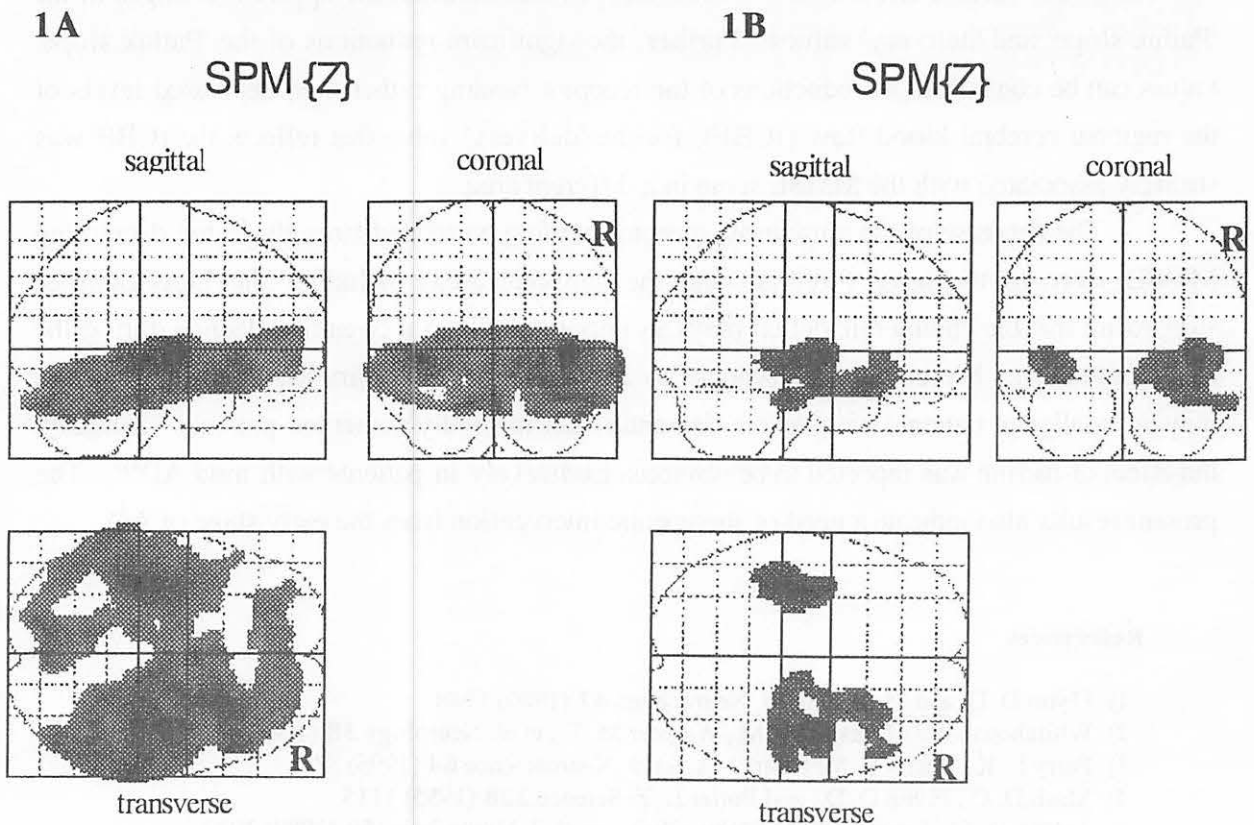 1A
1B
SPM {Z}
SPM{Z}
sagittal
coronal
sagittal
coronal
R
R
R
R
transverse
transverse